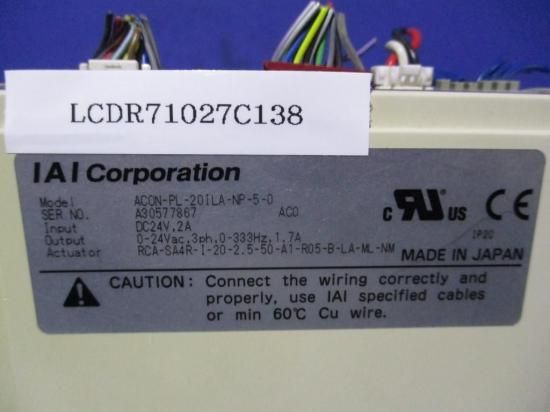 LCDR71027C138
IAI Corporation
Model ACON-PL-20ILA-NP-5-0
SER NO. A30577867 AC0
Input DC24V, 2A
Output 0-24Vac, 3ph, 0-333Hz, 1.7A
Actuator RCA-SA4R-I-20-2.5-50-A1-R05-B-LA-ML-NM
C RU US CE
IP20
MADE IN JAPAN
CAUTION: Connect the wiring correctly and
properly, use IAI specified cables
or min 60℃ Cu wire.